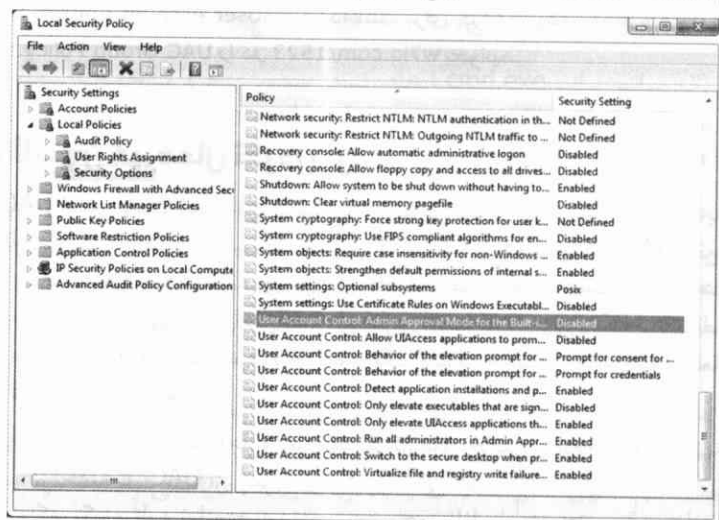 Local Security Policy
File Action View Help
Security Settings
Account Policies
Local Policies
Audit Policy
User Rights Assignment
Security Options
Windows Firewall with Advanced Secu
Network List Manager Policies
Public Key Policies
Software Restriction Policies
Application Control Policies
IP Security Policies on Local Compute
Advanced Audit Policy Configuration
Policy Security Setting
Network security: Restrict NTLM: NTLM authentication in th... Not Defined
Network security: Restrict NTLM: Outgoing NTLM traffic to ... Not Defined
Recovery console: Allow automatic administrative logon Disabled
Recovery console: Allow floppy copy and access to all drives... Disabled
Shutdown: Allow system to be shut down without having to... Enabled
Shutdown: Clear virtual memory pagefile Disabled
System cryptography: Force strong key protection for user k... Not Defined
System cryptography: Use FIPS compliant algorithms for en... Disabled
System objects: Require case insensitivity for non-Windows ... Enabled
System objects: Strengthen default permissions of internal s... Enabled
System settings: Optional subsystems Posix
System settings: Use Certificate Rules on Windows Executabl... Disabled
User Account Control: Admin Approval Mode for the Built-i... Disabled
User Account Control: Allow UIAccess applications to prom... Disabled
User Account Control: Behavior of the elevation prompt for ... Prompt for consent for ...
User Account Control: Behavior of the elevation prompt for ... Prompt for credentials
User Account Control: Detect application installations and p... Enabled
User Account Control: Only elevate executables that are sign... Disabled
User Account Control: Only elevate UIAccess applications th... Enabled
User Account Control: Run all administrators in Admin Appr... Enabled
User Account Control: Switch to the secure desktop when pr... Enabled
User Account Control: Virtualize file and registry write failure... Enabled